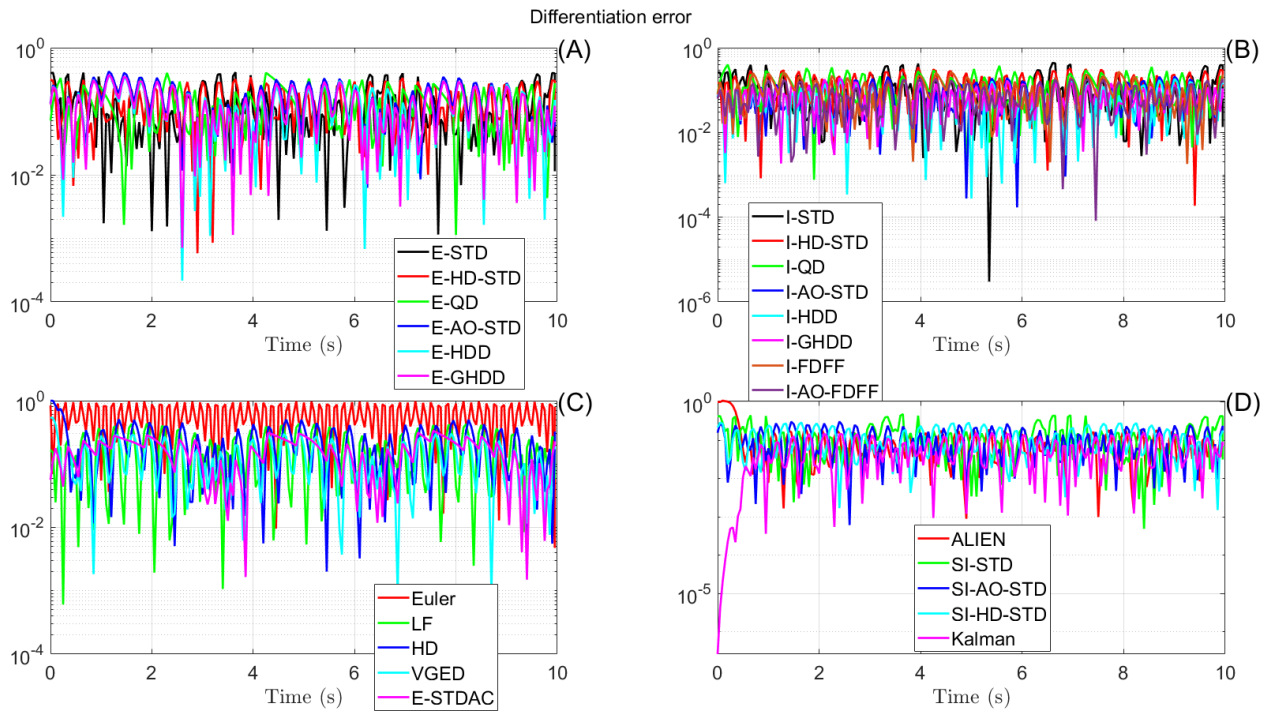 Differentiation error
(A)
10^0
10^-2
10^-4
0 2 4 6 8 10
Time (s)
E-STD
E-HD-STD
E-QD
E-AO-STD
E-HDD
E-GHDD
(B)
10^0
10^-2
10^-4
10^-6
0 2 4 6 8 10
Time (s)
I-STD
I-HD-STD
I-QD
I-AO-STD
I-HDD
I-GHDD
I-FDFF
I-AO-FDFF
(C)
10^0
10^-2
10^-4
0 2 4 6 8 10
Time (s)
Euler
LF
HD
VGED
E-STDAC
(D)
10^0
10^-5
0 2 4 6 8 10
Time (s)
ALIEN
SI-STD
SI-AO-STD
SI-HD-STD
Kalman